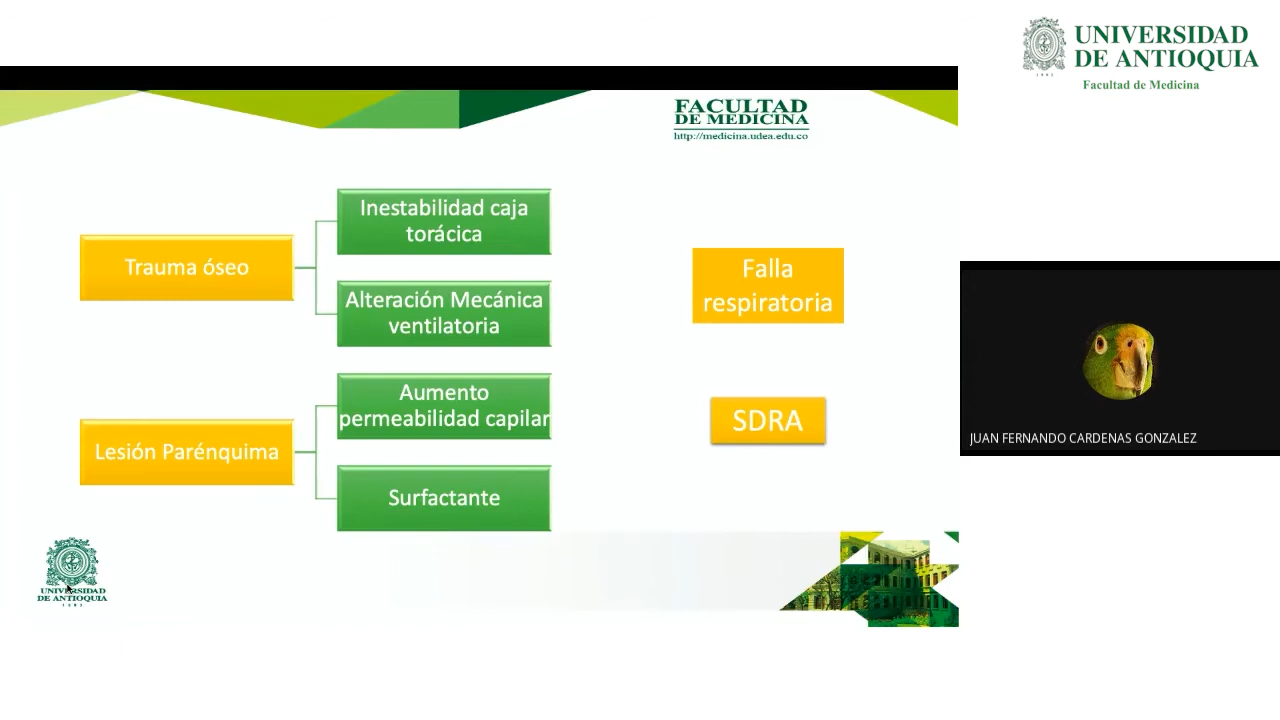 UNIVERSIDAD
DE ANTIOQUIA
1803
Facultad de Medicina
FACULTAD
DE MEDICINA
http://medicina.udea.edu.co
Inestabilidad caja
torácica
Trauma óseo
Alteración Mecánica
ventilatoria
Falla
respiratoria
Aumento
permeabilidad capilar
Lesión Parénquima
Surfactante
SDRA
JUAN FERNANDO CARDENAS GONZALEZ
UNIVERSIDAD
DE ANTIOQUIA
1803